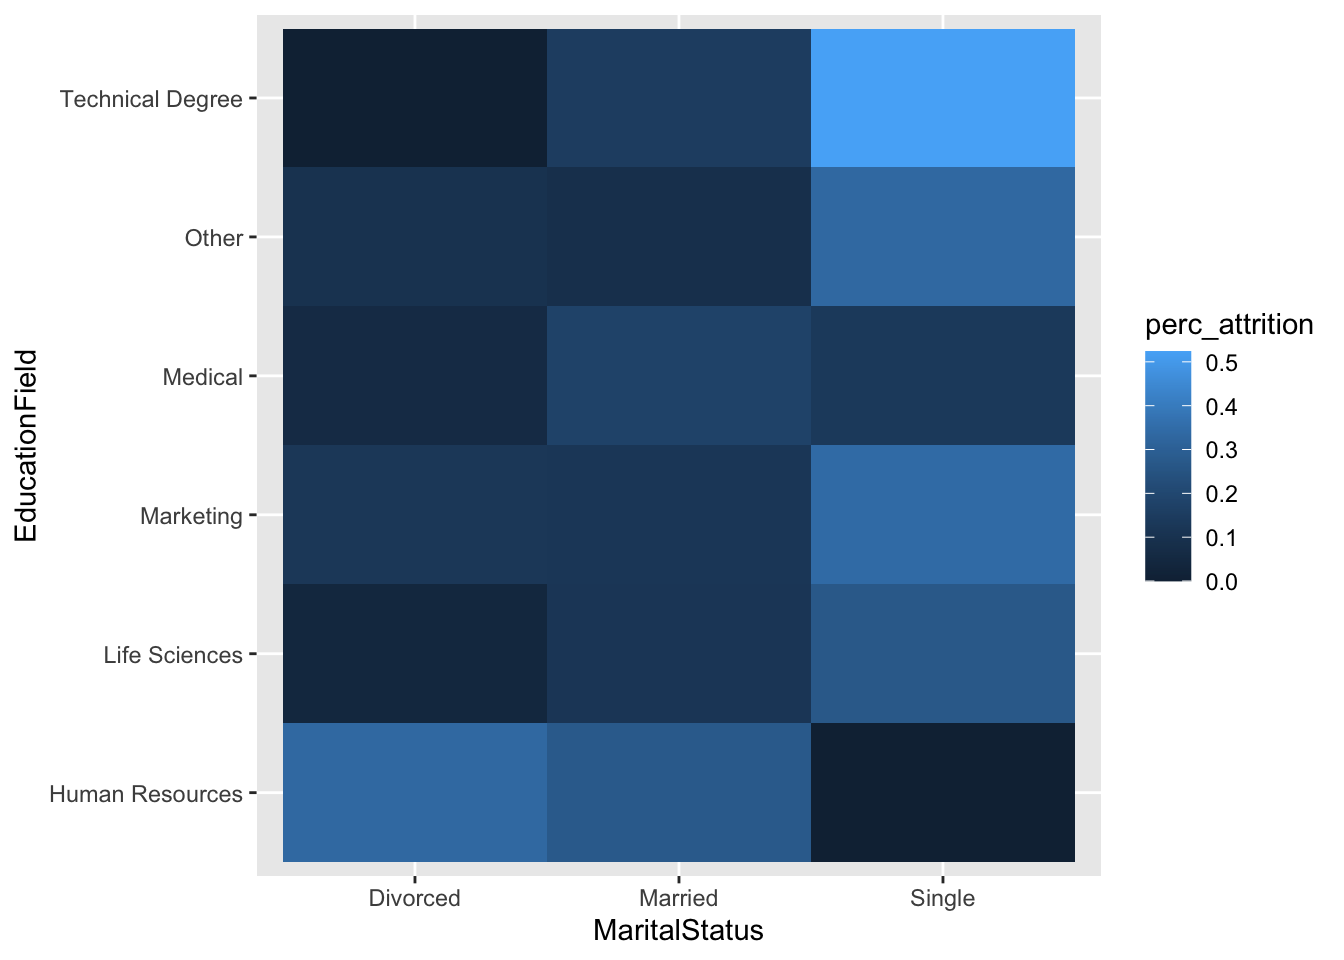 Technical Degree
Other
Medical
Marketing
Life Sciences
Human Resources
EducationField
Divorced
Married
Single
MaritalStatus
perc_attrition
0.5
0.4
0.3
0.2
0.1
0.0